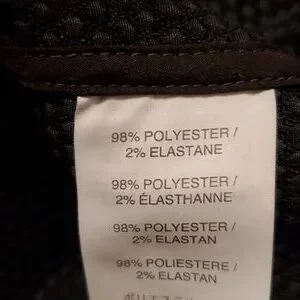 98% POLYESTER /
2% ELASTANE
98% POLYESTER /
2% ÉLASTHANNE
98% POLYESTER /
2% ELASTAN
98% POLIESTERE /
2% ELASTAN